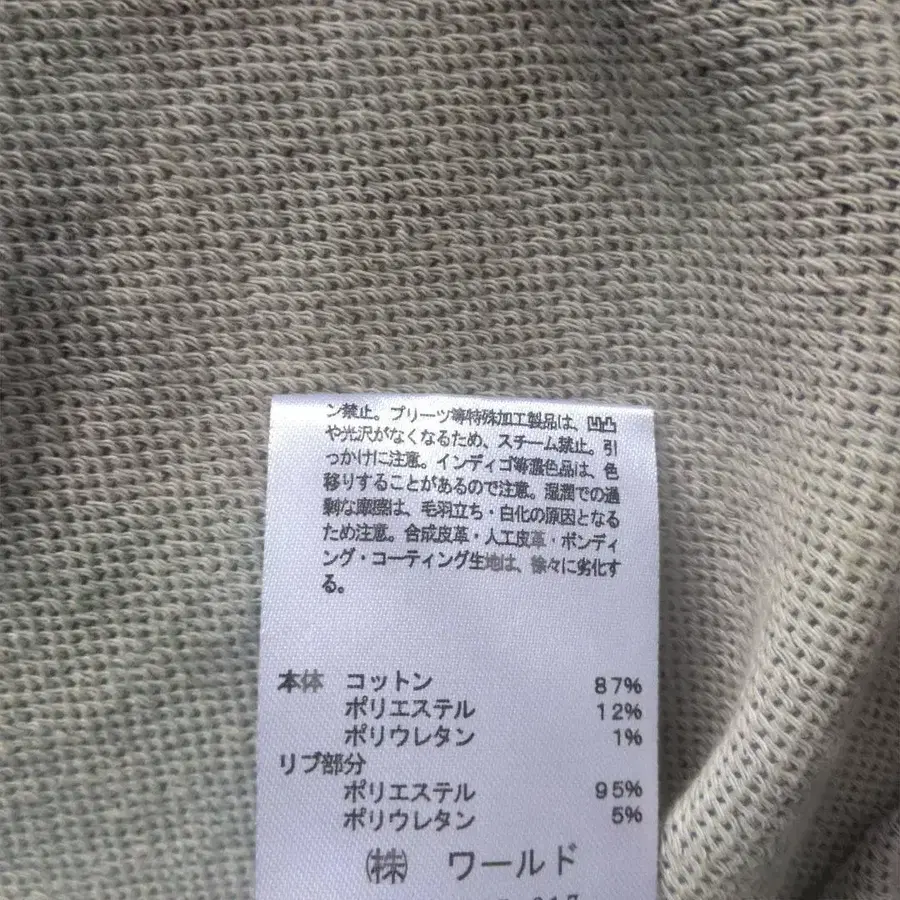 ン禁止。プリーツ等特殊加工製品は、凹凸
や光沢がなくなるため、スチーム禁止。引
っかけに注意。インディゴ等濃色品は、色
移りすることがあるので注意。湿潤での過
剰な摩擦は、毛羽立ち・白化の原因となる
ため注意。合成皮革・人工皮革・ボンディ
ング・コーティング生地は、徐々に劣化す
る。
本体 コットン 87%
ポリエステル 12%
ポリウレタン 1%
リブ部分
ポリエステル 95%
ポリウレタン 5%
㈱ ワールド